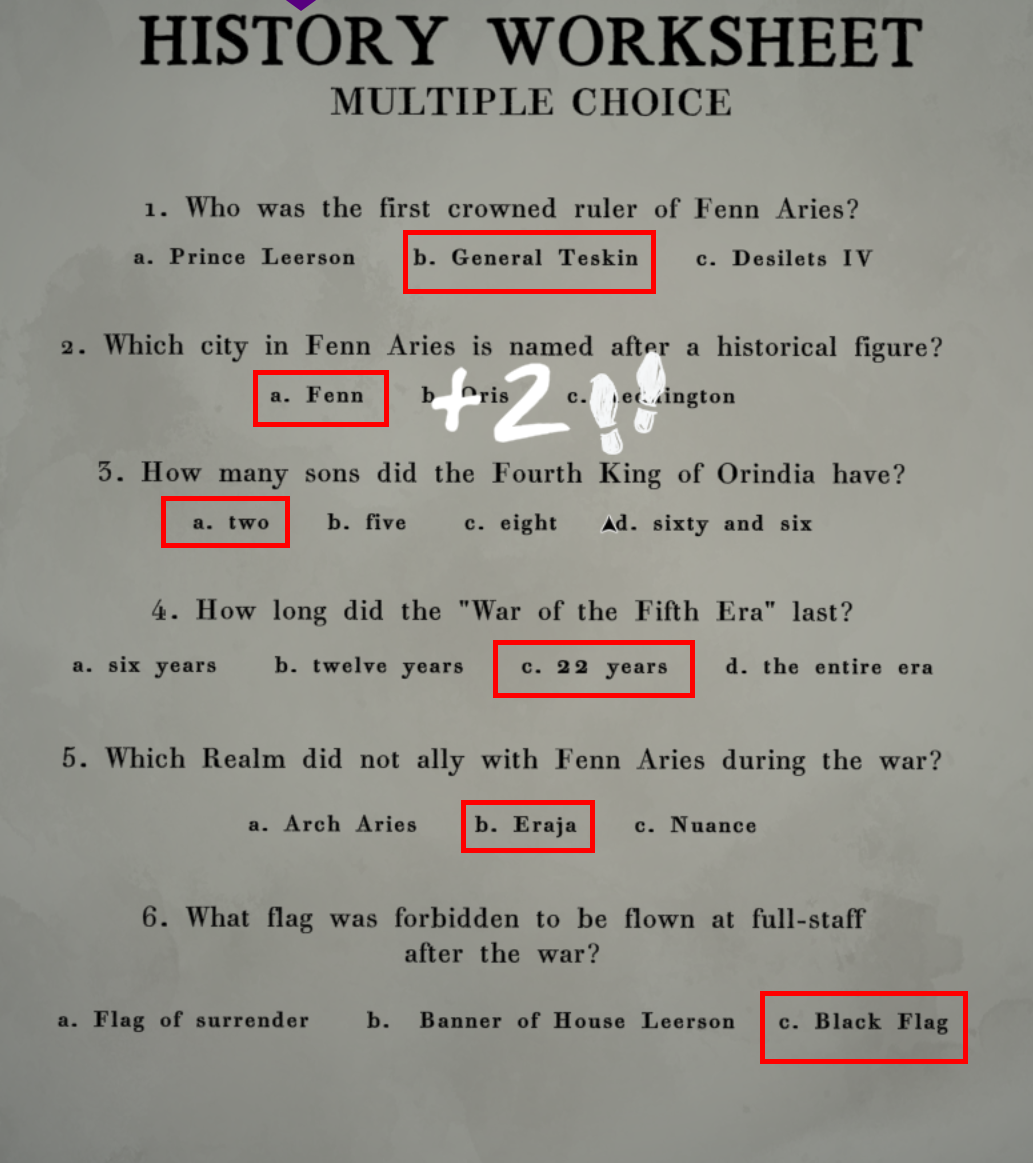 HISTORY WORKSHEET
MULTIPLE CHOICE
1. Who was the first crowned ruler of Fenn Aries?
a. Prince Leerson b. General Teskin c. Desilets IV
2. Which city in Fenn Aries is named after a historical figure?
a. Fenn b. Oris c.
+2
3. How many sons did the Fourth King of Orindia have?
a. two b. five c. eight d. sixty and six
4. How long did the "War of the Fifth Era" last?
a. six years b. twelve years c. 22 years d. the entire era
5. Which Realm did not ally with Fenn Aries during the war?
a. Arch Aries b. Eraja c. Nuance
6. What flag was forbidden to be flown at full-staff
after the war?
a. Flag of surrender b. Banner of House Leerson c. Black Flag